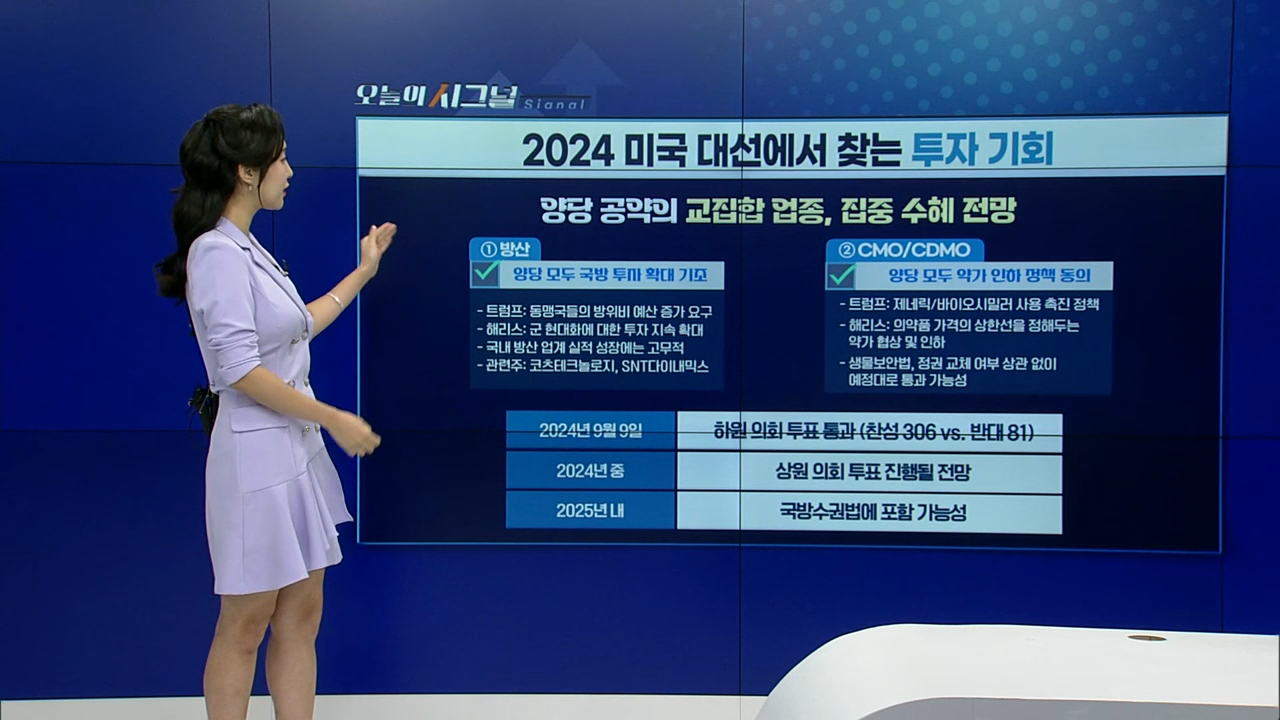 오늘의 시그널 Signal
2024 미국 대선에서 찾는 투자 기회
양당 공약의 교집합 업종, 집중 수혜 전망
① 방산
양당 모두 국방 투자 확대 기조
- 트럼프: 동맹국들의 방위비 예산 증가 요구
- 해리스: 군 현대화에 대한 투자 지속 확대
- 국내 방산 업계 실적 성장에는 고무적
- 관련주: 코츠테크놀로지, SNT다이내믹스
② CMO/CDMO
양당 모두 약가 인하 정책 동의
- 트럼프: 제네릭/바이오시밀러 사용 촉진 정책
- 해리스: 의약품 가격의 상한선을 정해두는
약가 협상 및 인하
- 생물보안법, 정권 교체 여부 상관 없이
예정대로 통과 가능성
2024년 9월 9일 하원 의회 투표 통과 (찬성 306 vs. 반대 81)
2024년 중 상원 의회 투표 진행될 전망
2025년 내 국방수권법에 포함 가능성